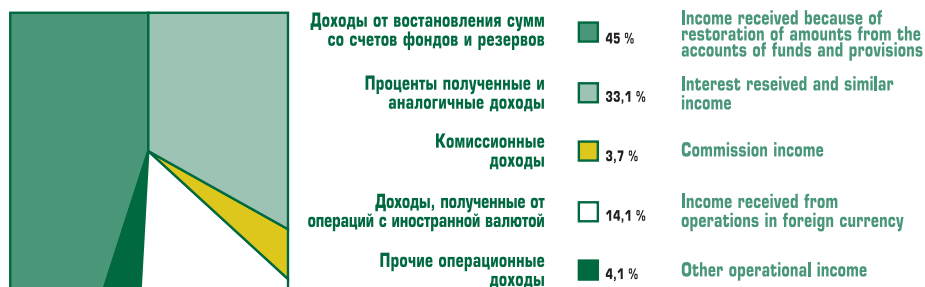 Доходы от востановления сумм
со счетов фондов и резервов
45 %
Income received because of
restoration of amounts from the
accounts of funds and provisions
Проценты полученные и
аналогичные доходы
33,1 %
Interest reseived and similar
income
Комиссионные
доходы
3,7 %
Commission income
Доходы, полученные от
операций с иностранной валютой
14,1 %
Income received from
operations in foreign currency
Прочие операционные
доходы
4,1 %
Other operational income